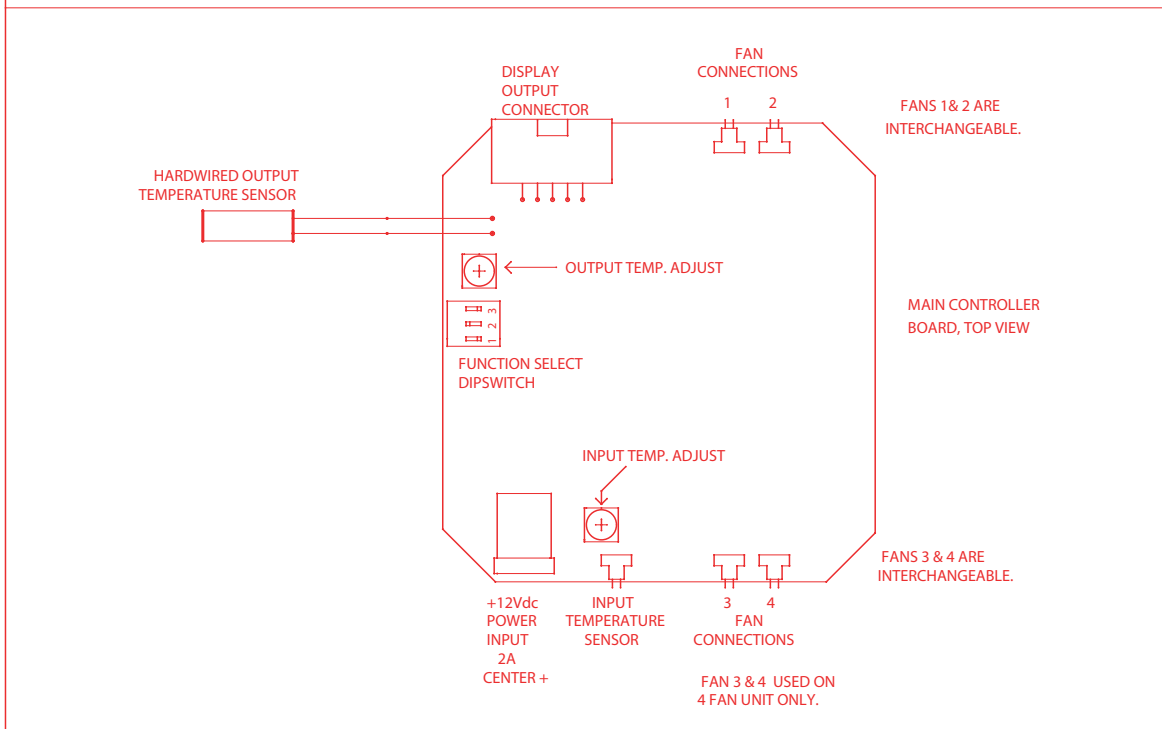 FAN
CONNECTIONS
DISPLAY
OUTPUT
CONNECTOR
1 2
FANS 1& 2 ARE
INTERCHANGEABLE.
HARDWIRED OUTPUT
TEMPERATURE SENSOR
OUTPUT TEMP. ADJUST
3
2
1
MAIN CONTROLLER
BOARD, TOP VIEW
FUNCTION SELECT
DIPSWITCH
INPUT TEMP. ADJUST
FANS 3 & 4 ARE
INTERCHANGEABLE.
+12Vdc
POWER
INPUT
2A
CENTER +
INPUT
TEMPERATURE
SENSOR
3 4
FAN
CONNECTIONS
FAN 3 & 4 USED ON
4 FAN UNIT ONLY.